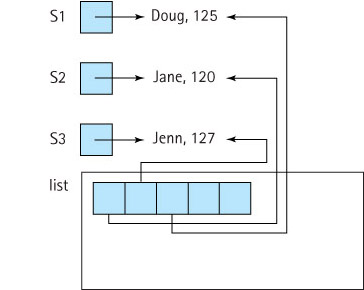 S1 Doug, 125
S2 Jane, 120
S3 Jenn, 127
list